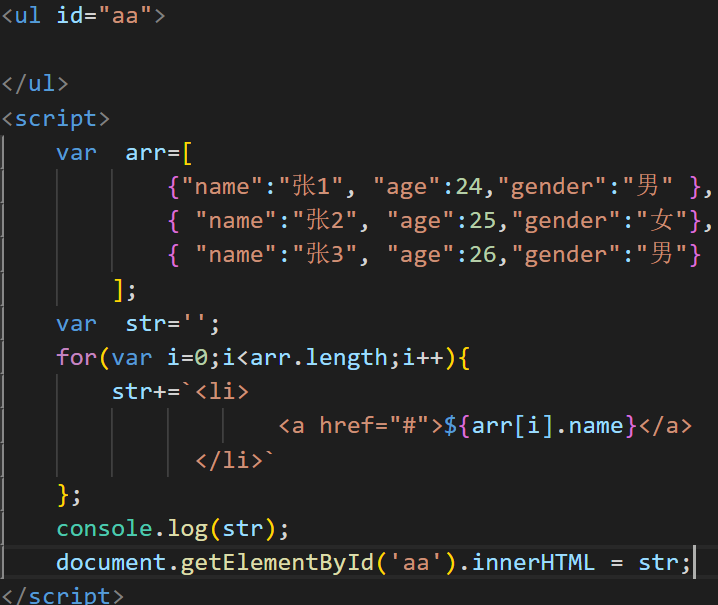 <ul id="aa">
</ul>
<script>
var  arr=[
{"name":"张1", "age":24,"gender":"男" },
{ "name":"张2", "age":25,"gender":"女"},
{ "name":"张3", "age":26,"gender":"男"}
];
var  str='';
for(var i=0;i<arr.length;i++){
str+=`<li>
<a href="#">${arr[i].name}</a>
</li>`
};
console.log(str);
document.getElementById('aa').innerHTML = str;
</script>